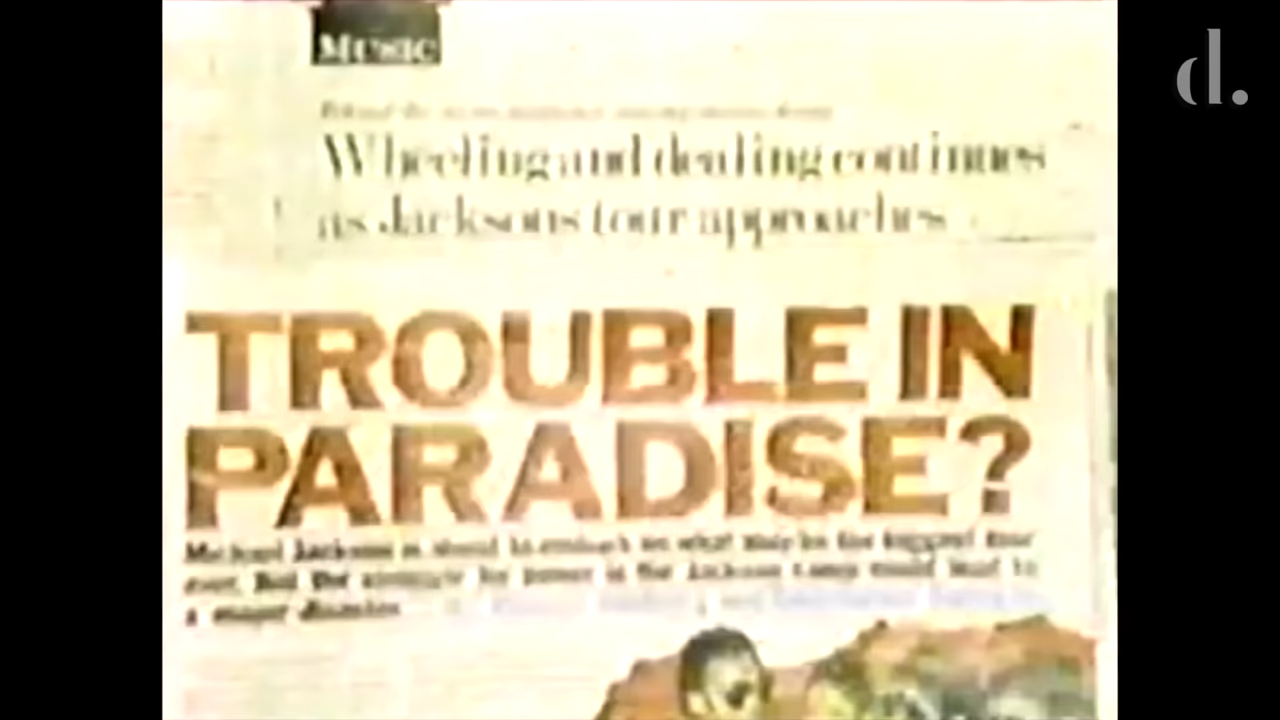 d.
MUSIC
Wheeling and dealing continues
as Jacksons tour approaches
TROUBLE IN
PARADISE?
Michael Jackson is about to embark on what may be the biggest tour
ever. But the struggle for power in the Jackson camp could lead to
a major disaster